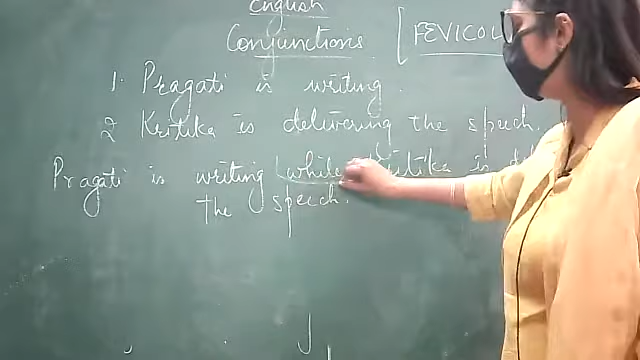 English
Conjunctions [FEVICOL
1. Pragati is writing.
2 Kritika is delivering the speech.
Pragati is writing while Kritika is
the speech.